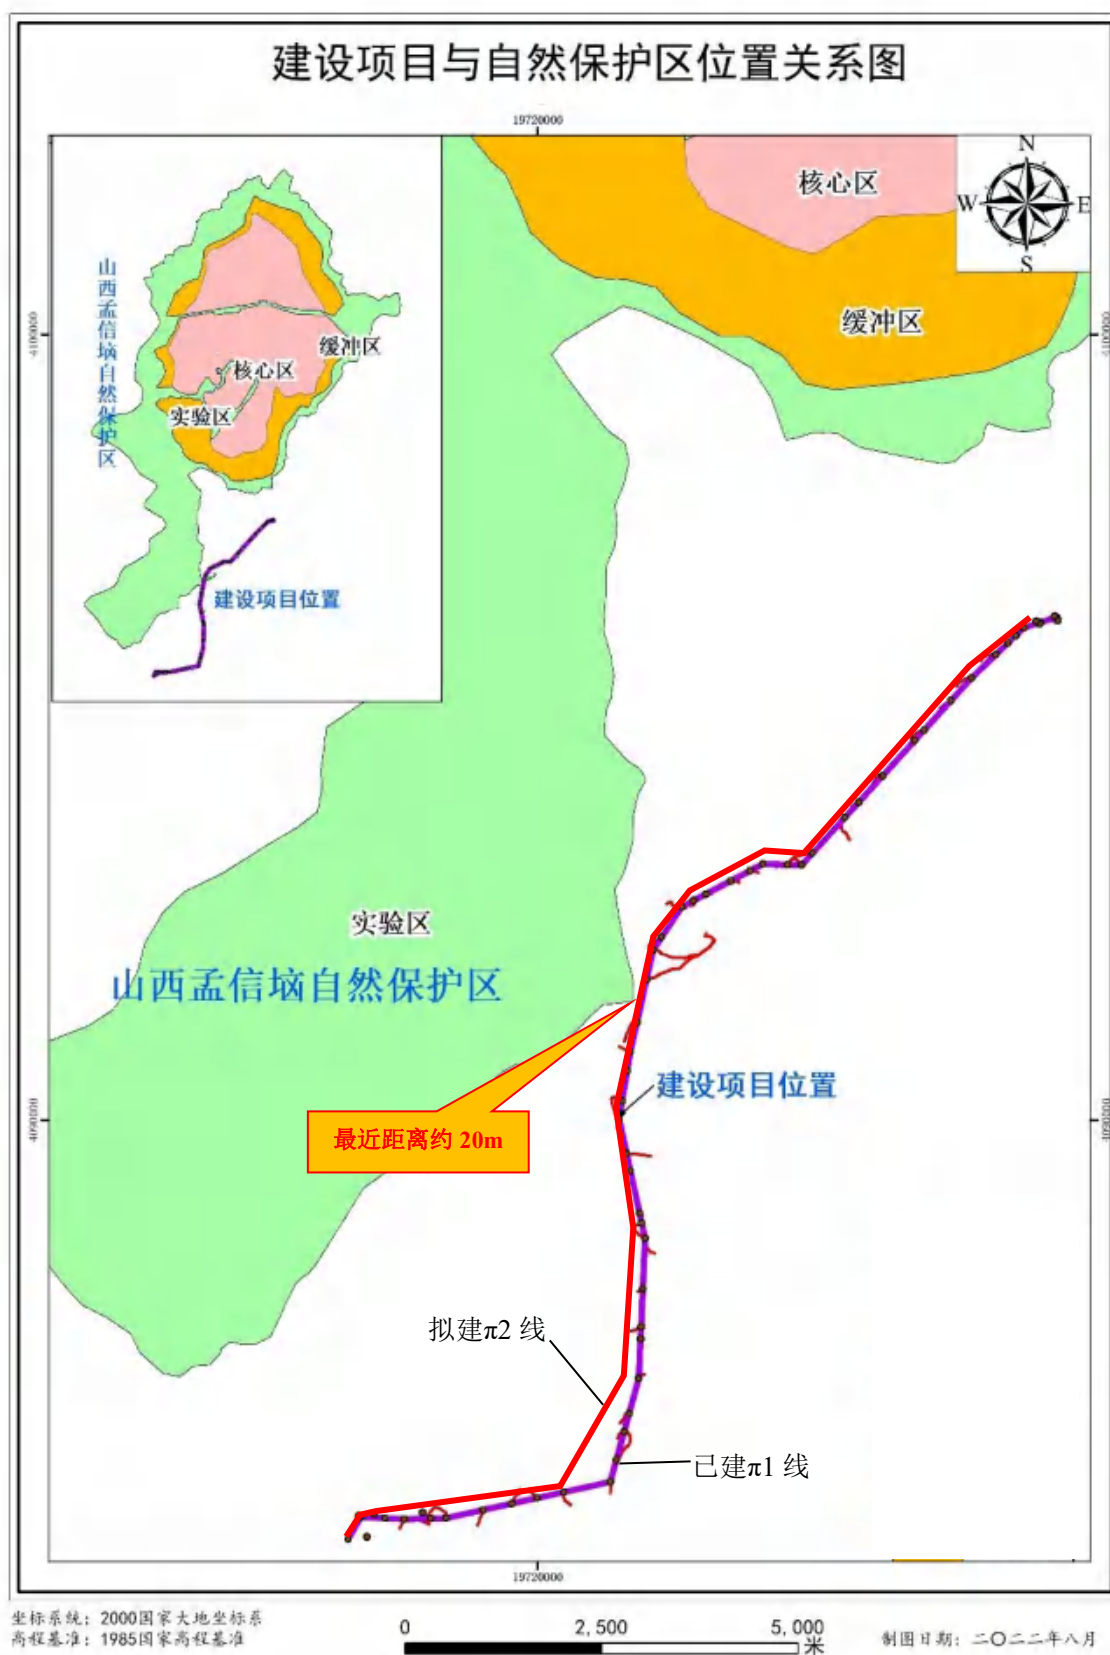 建设项目与自然保护区位置关系图
19720000
N
W
E
S
核心区
缓冲区
山西孟信垴自然保护区
缓冲区
核心区
实验区
建设项目位置
4100000
4100000
实验区
山西孟信垴自然保护区
建设项目位置
最近距离约 20m
4090000
4090000
拟建π2 线
已建π1 线
19720000
坐标系统：2000国家大地坐标系
高程基准：1985国家高程基准
0
2,500
5,000
米
制图日期：二〇二二年八月